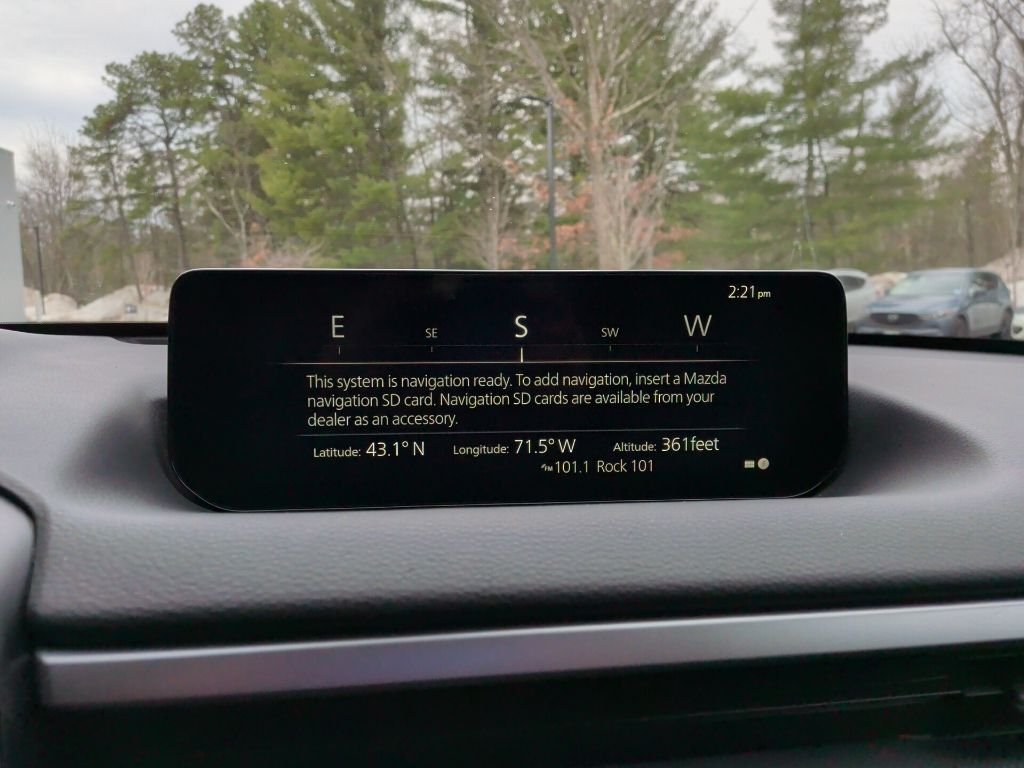 2:21pm
E SE S SW W
This system is navigation ready. To add navigation, insert a Mazda
navigation SD card. Navigation SD cards are available from your
dealer as an accessory.
Latitude: 43.1° N Longitude: 71.5° W Altitude: 361feet
FM 101.1 Rock 101